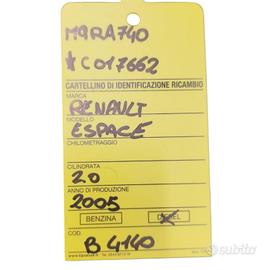 M9RA740
*C017662
CARTELLINO DI IDENTIFICAZIONE RICAMBIO
MARCA
RENAULT
MODELLO
ESPACE
CHILOMETRAGGIO
CILINDRATA
2.0
ANNO DI PRODUZIONE
2005
BENZINA DIESEL
COD.
B 4140
subito